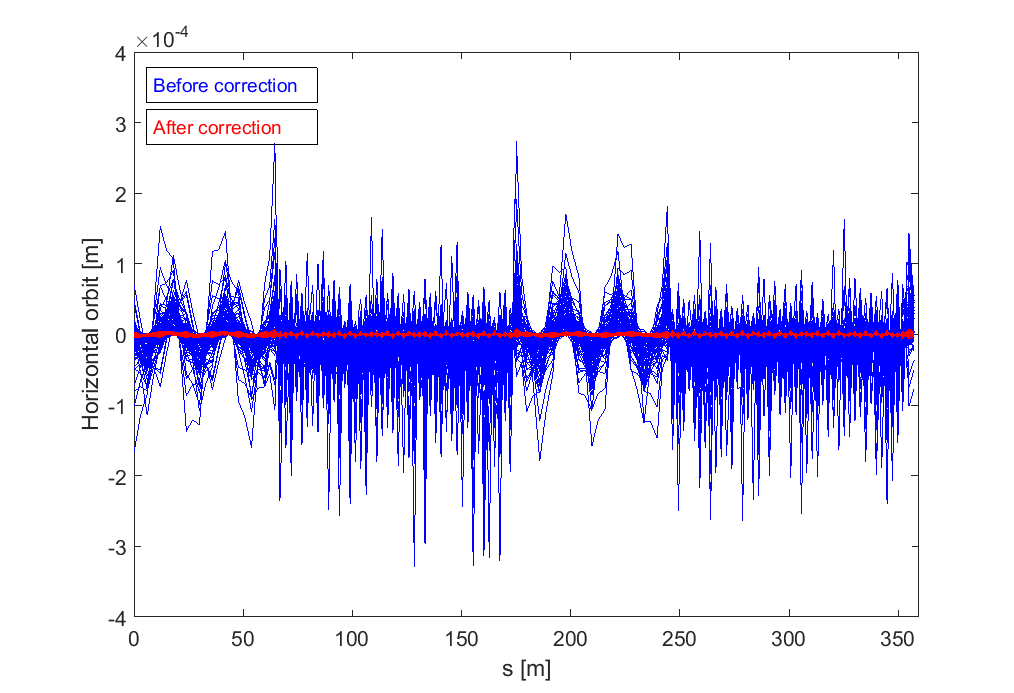 ×10⁻⁴
4
Before correction
3
After correction
2
1
0
-1
-2
-3
-4
Horizontal orbit [m]
0 50 100 150 200 250 300 350
s [m]